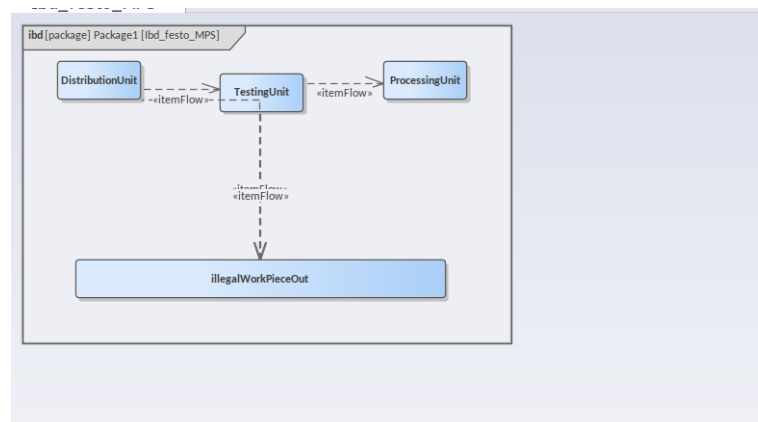 ibd [package] Package1 [Ibd_festo_MPS]
DistributionUnit
TestingUnit
ProcessingUnit
«itemFlow»
«itemFlow»
«itemFlow»
illegalWorkPieceOut